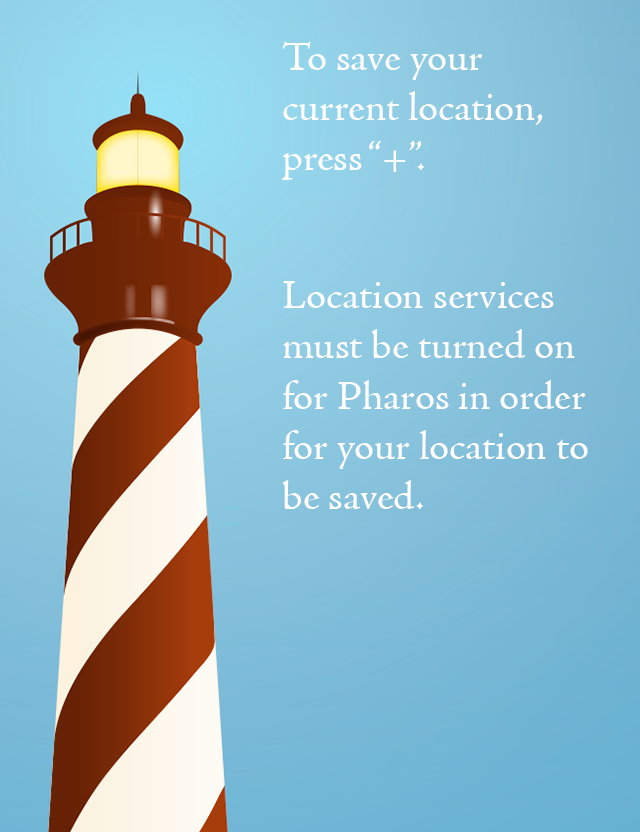 To save your
current location,
press “+”.
Location services
must be turned on
for Pharos in order
for your location to
be saved.